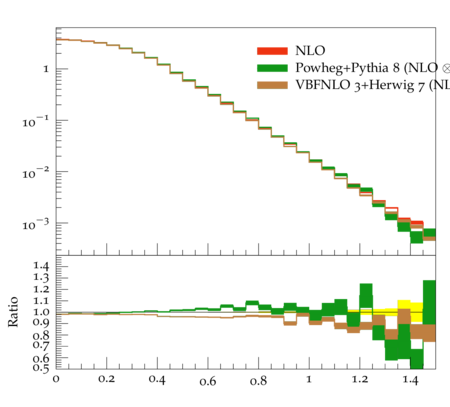 NLO
Powheg+Pythia 8 (NLO ⊗
VBFNLO 3+Herwig 7 (NL
1
10⁻¹
10⁻²
10⁻³
1.4
1.3
1.2
1.1
1.0
0.9
0.8
0.7
0.6
0.5
Ratio
0 0.2 0.4 0.6 0.8 1 1.2 1.4